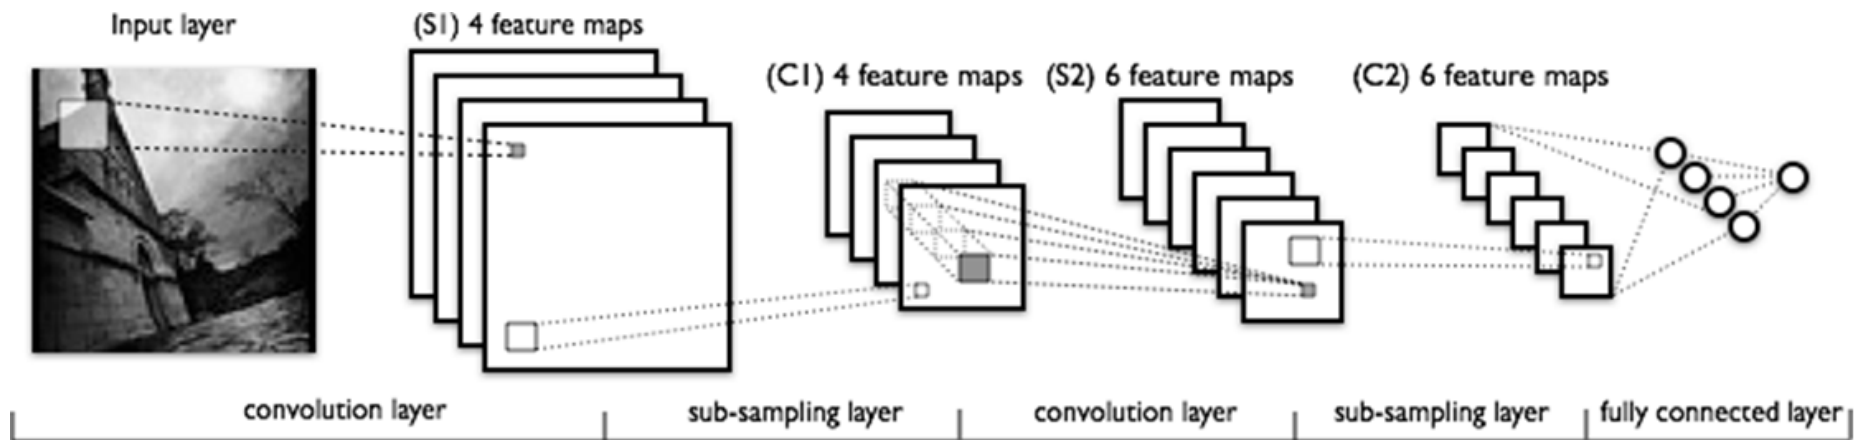 Input layer
(S1) 4 feature maps
(C1) 4 feature maps
(S2) 6 feature maps
(C2) 6 feature maps
convolution layer
sub-sampling layer
convolution layer
sub-sampling layer
fully connected layer